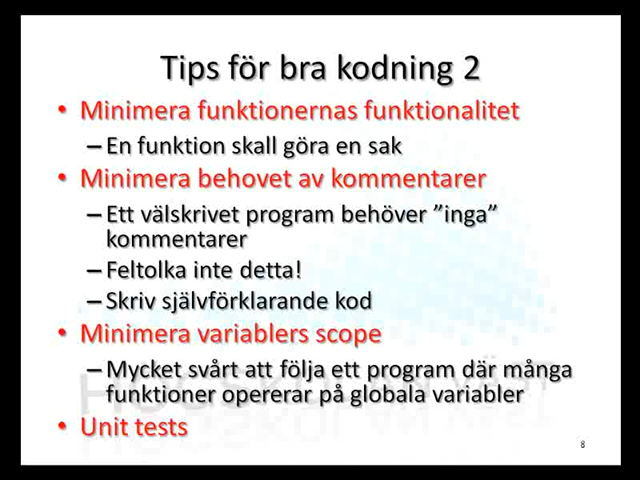 Tips för bra kodning 2
• Minimera funktionernas funktionalitet
– En funktion skall göra en sak
• Minimera behovet av kommentarer
– Ett välskrivet program behöver ”inga”
kommentarer
– Feltolka inte detta!
– Skriv självförklarande kod
• Minimera variablers scope
– Mycket svårt att följa ett program där många
funktioner opererar på globala variabler
HÖGSKOLAN VÄST
• Unit tests
8